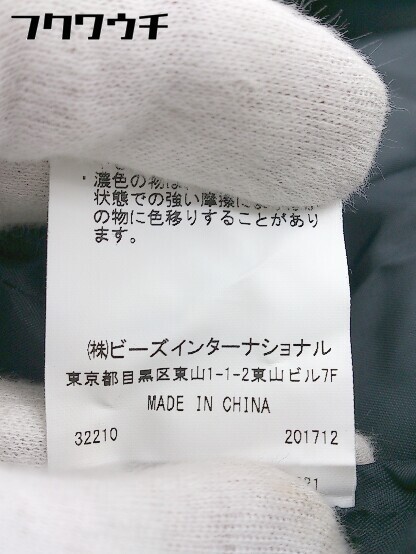 フクワウチ
・濃色の物は
状態での強い摩擦に
の物に色移りすることがあり
ます。
㈱ビーズインターナショナル
東京都目黒区東山1-1-2東山ビル7F
MADE IN CHINA
32210 201712